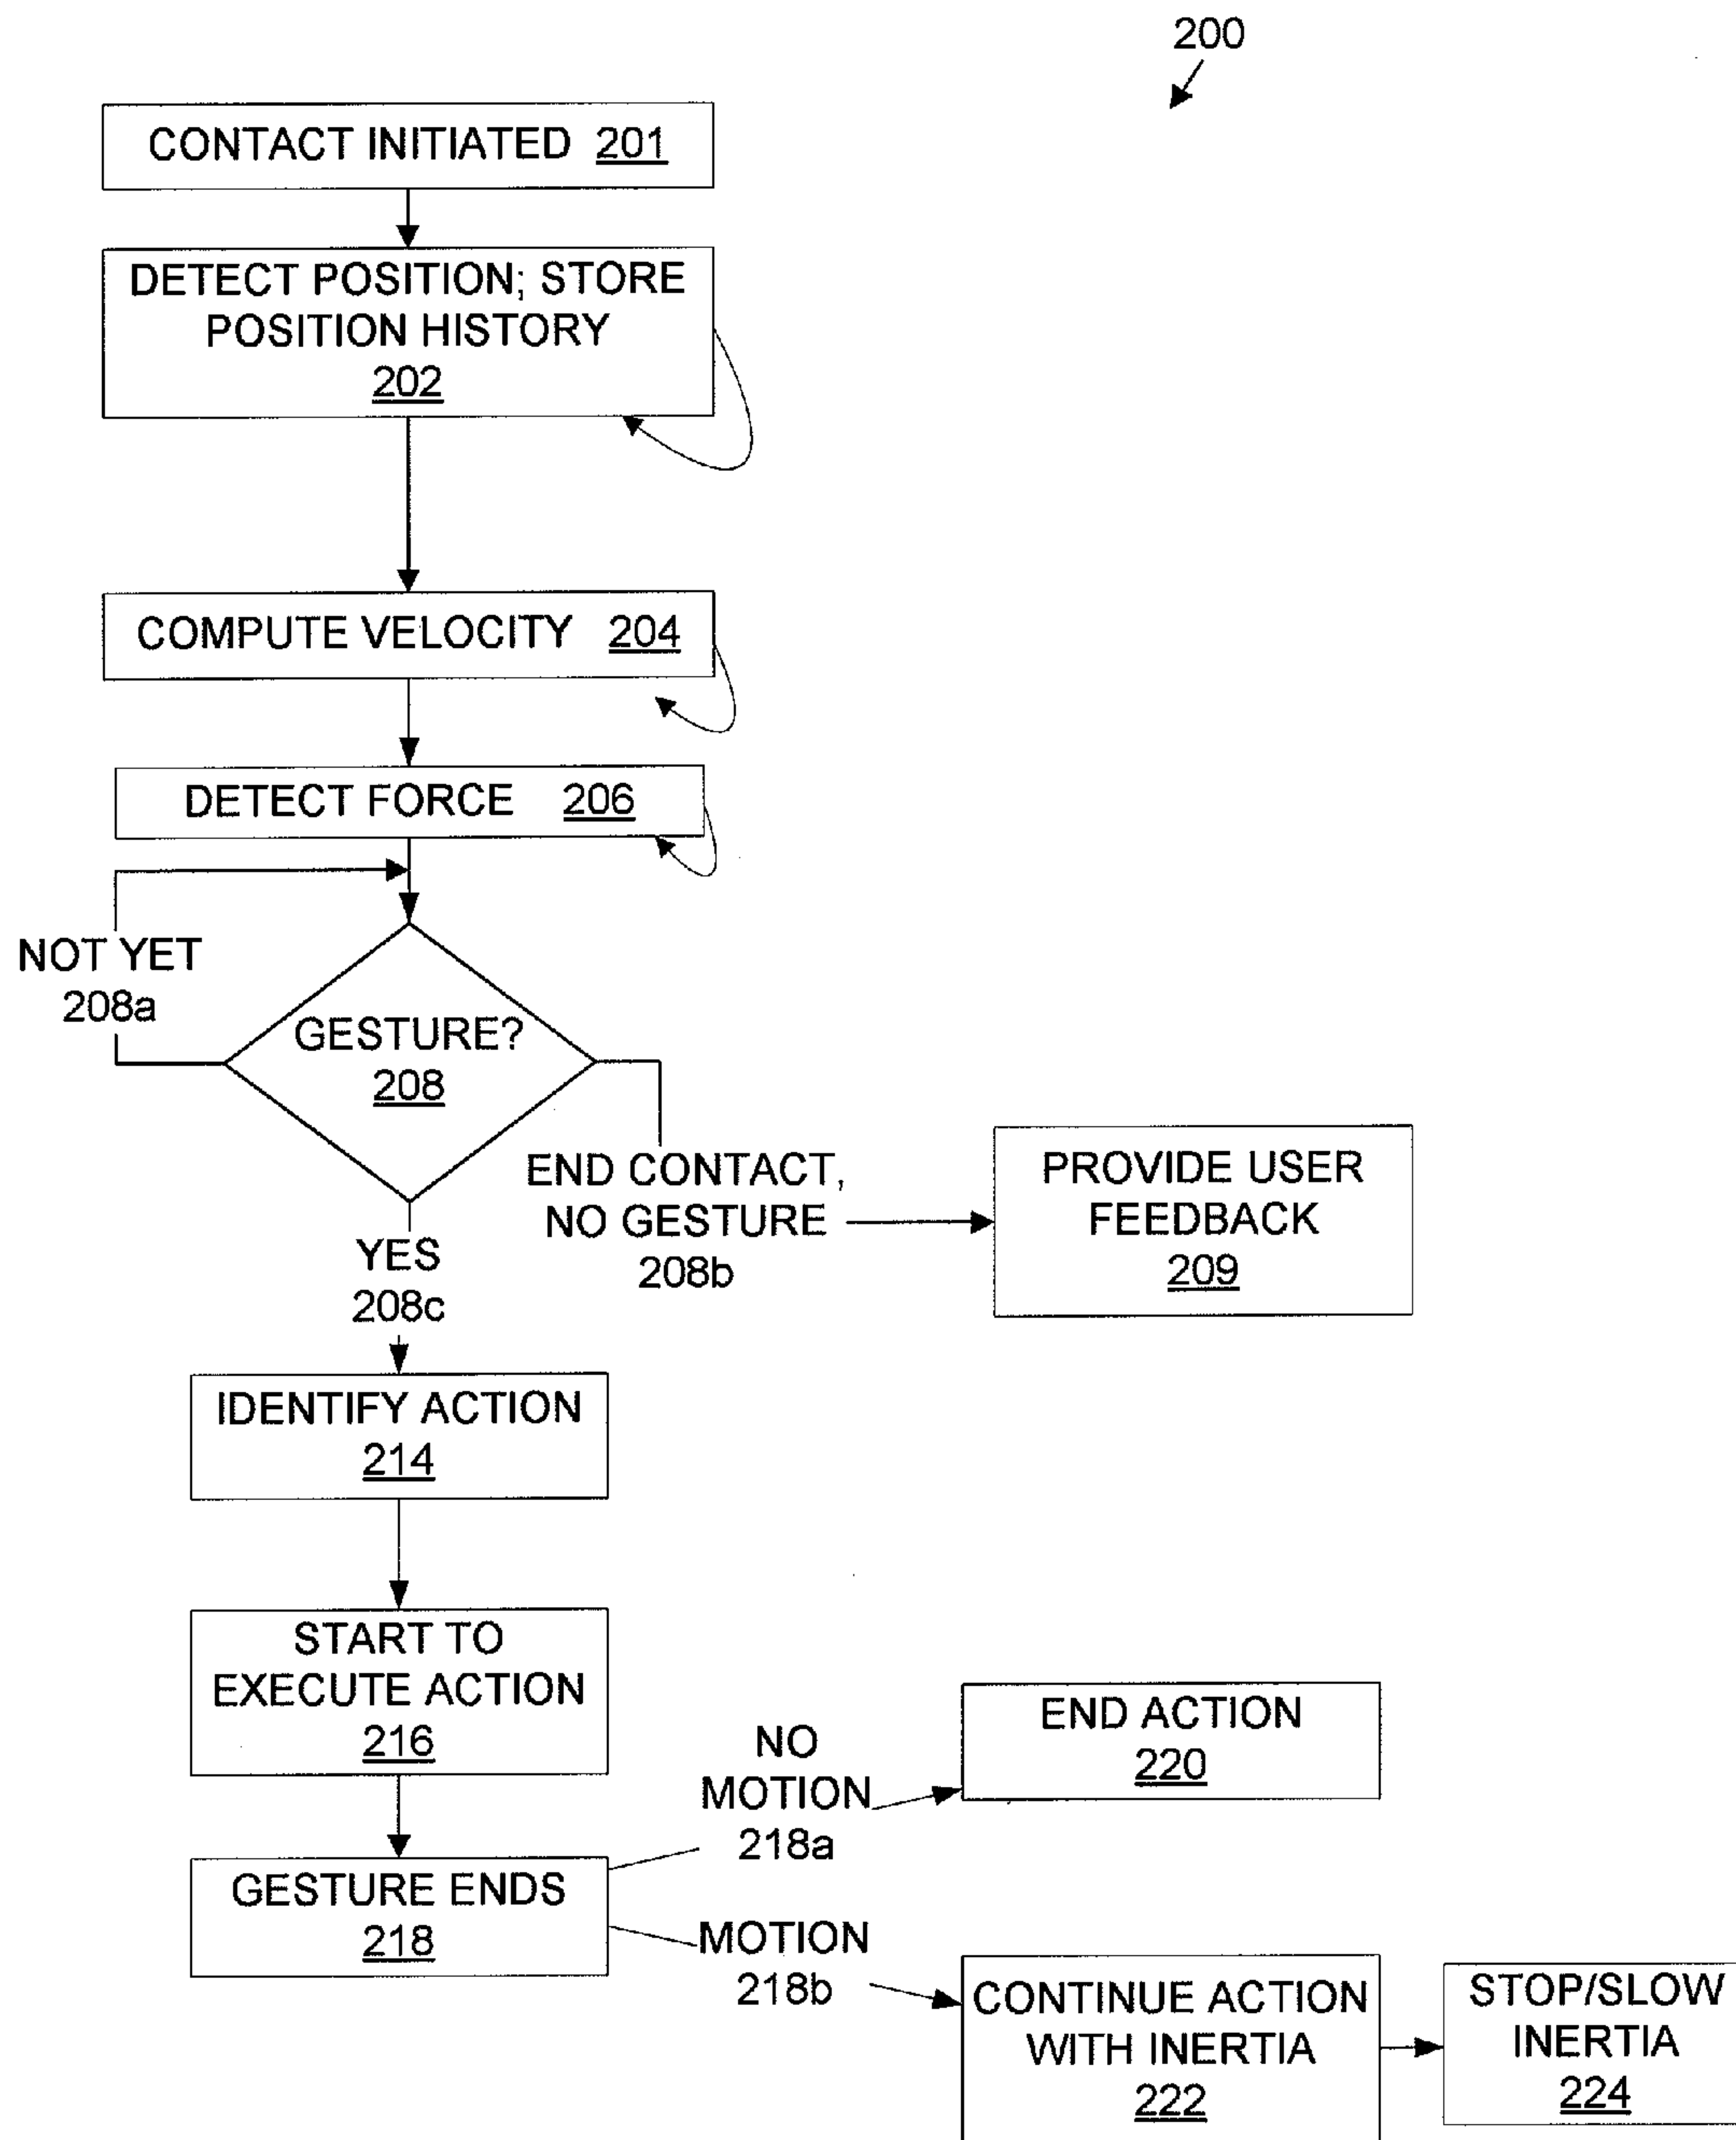 200
CONTACT INITIATED 201
DETECT POSITION; STORE
POSITION HISTORY
202
COMPUTE VELOCITY 204
DETECT FORCE 206
NOT YET
208a
GESTURE?
208
END CONTACT,
NO GESTURE
208b
PROVIDE USER
FEEDBACK
209
YES
208c
IDENTIFY ACTION
214
START TO
EXECUTE ACTION
216
NO
MOTION
218a
END ACTION
220
GESTURE ENDS
218
MOTION
218b
CONTINUE ACTION
WITH INERTIA
222
STOP/SLOW
INERTIA
224